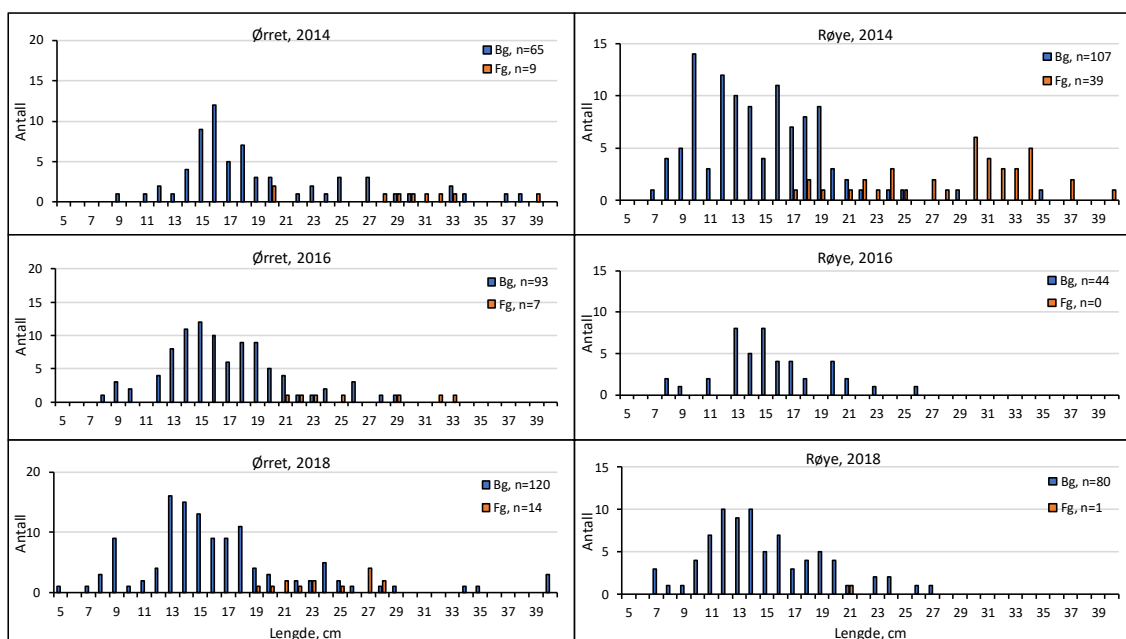 Ørret, 2014
20
15
10
5
0
Antall
Bg, n=65
Fg, n=9
5 7 9 11 13 15 17 19 21 23 25 27 29 31 33 35 37 39
Røye, 2014
15
10
5
0
Antall
Bg, n=107
Fg, n=39
5 7 9 11 13 15 17 19 21 23 25 27 29 31 33 35 37 39
Ørret, 2016
20
15
10
5
0
Antall
Bg, n=93
Fg, n=7
5 7 9 11 13 15 17 19 21 23 25 27 29 31 33 35 37 39
Røye, 2016
15
10
5
0
Antall
Bg, n=44
Fg, n=0
5 7 9 11 13 15 17 19 21 23 25 27 29 31 33 35 37 39
Ørret, 2018
20
10
0
Antall
Bg, n=120
Fg, n=14
5 7 9 11 13 15 17 19 21 23 25 27 29 31 33 35 37 39
Lengde, cm
Røye, 2018
15
10
5
0
Antall
Bg, n=80
Fg, n=1
5 7 9 11 13 15 17 19 21 23 25 27 29 31 33 35 37 39
Lengde, cm